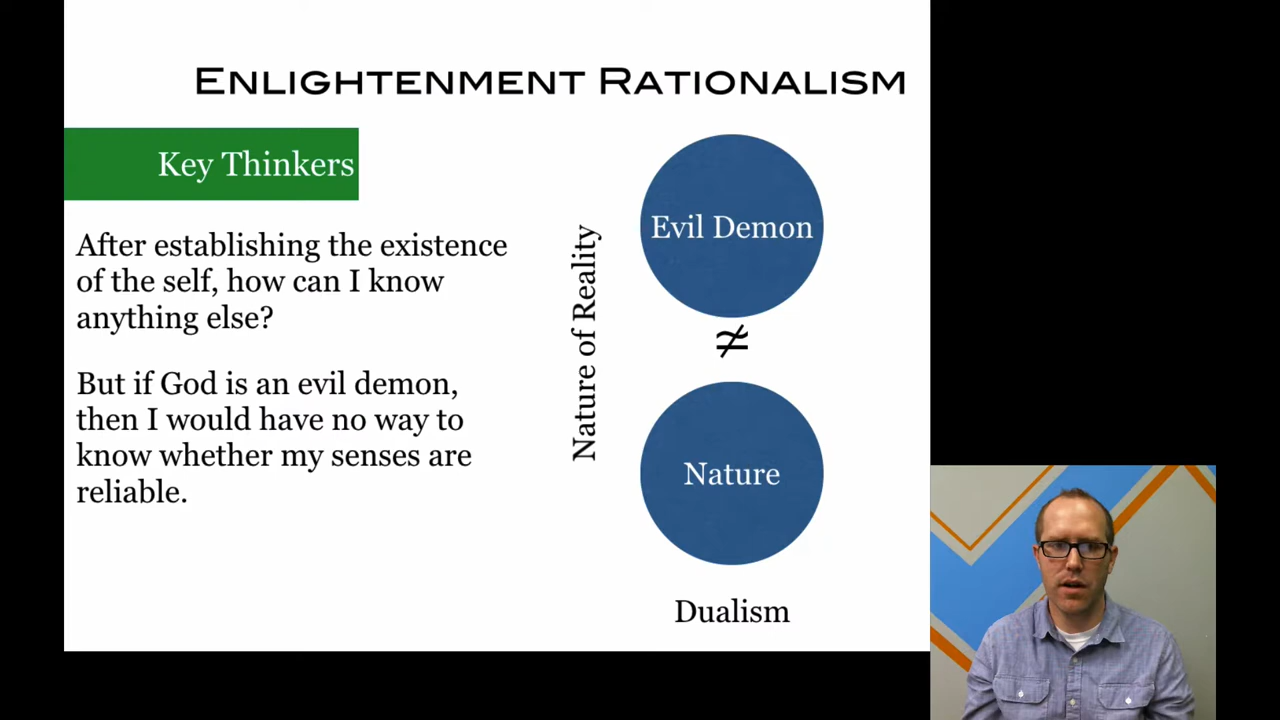 ENLIGHTENMENT RATIONALISM
Key Thinkers
After establishing the existence
of the self, how can I know
anything else?
But if God is an evil demon,
then I would have no way to
know whether my senses are
reliable.
Nature of Reality
Evil Demon
≠
Nature
Dualism